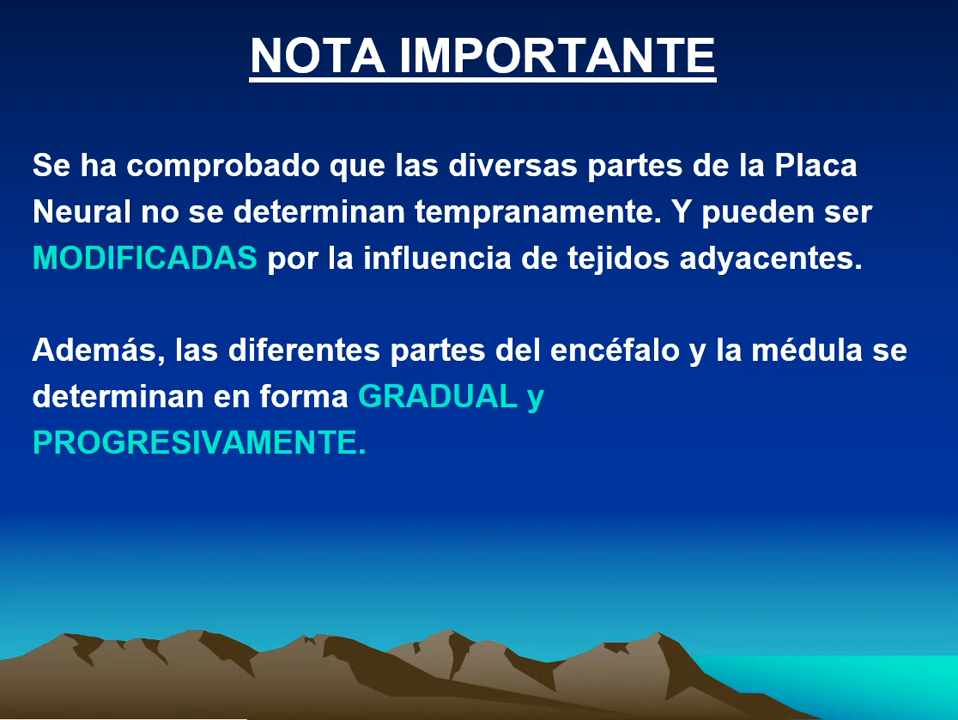 NOTA IMPORTANTE
Se ha comprobado que las diversas partes de la Placa
Neural no se determinan tempranamente. Y pueden ser
MODIFICADAS por la influencia de tejidos adyacentes.
Además, las diferentes partes del encéfalo y la médula se
determinan en forma GRADUAL y
PROGRESIVAMENTE.